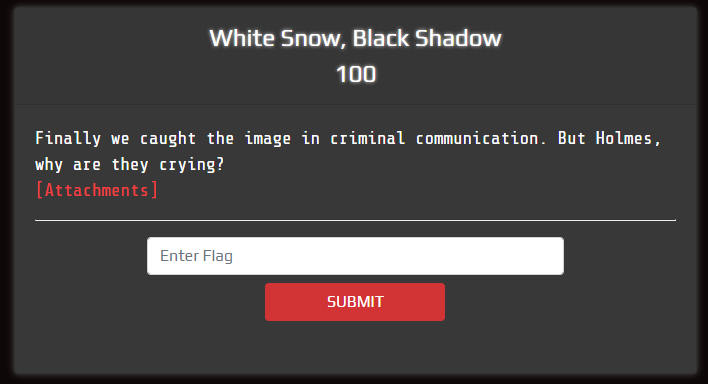 White Snow, Black Shadow
100
Finally we caught the image in criminal communication. But Holmes,
why are they crying?
[Attachments]
Enter Flag
SUBMIT